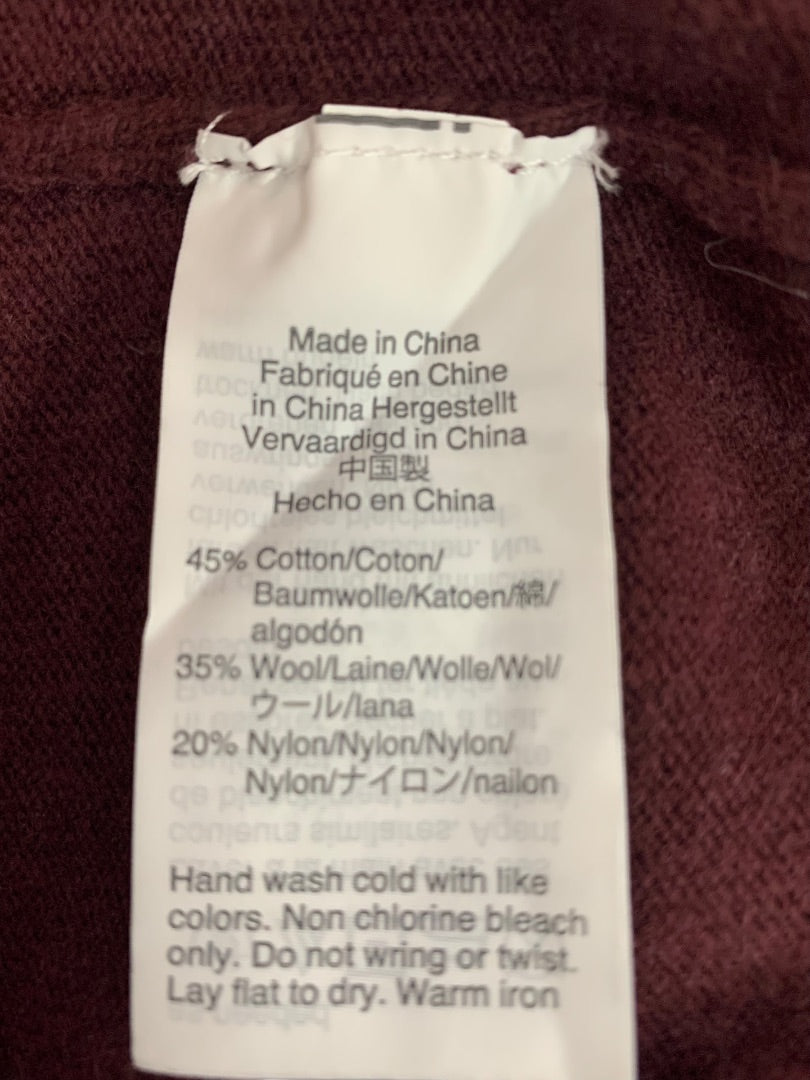 Made in China
Fabriqué en Chine
in China Hergestellt
Vervaardigd in China
中国製
Hecho en China
45% Cotton/Coton/
Baumwolle/Katoen/綿/
algodón
35% Wool/Laine/Wolle/Wol/
ウール/lana
20% Nylon/Nylon/Nylon/
Nylon/ナイロン/nailon
Hand wash cold with like
colors. Non chlorine bleach
only. Do not wring or twist.
Lay flat to dry. Warm iron